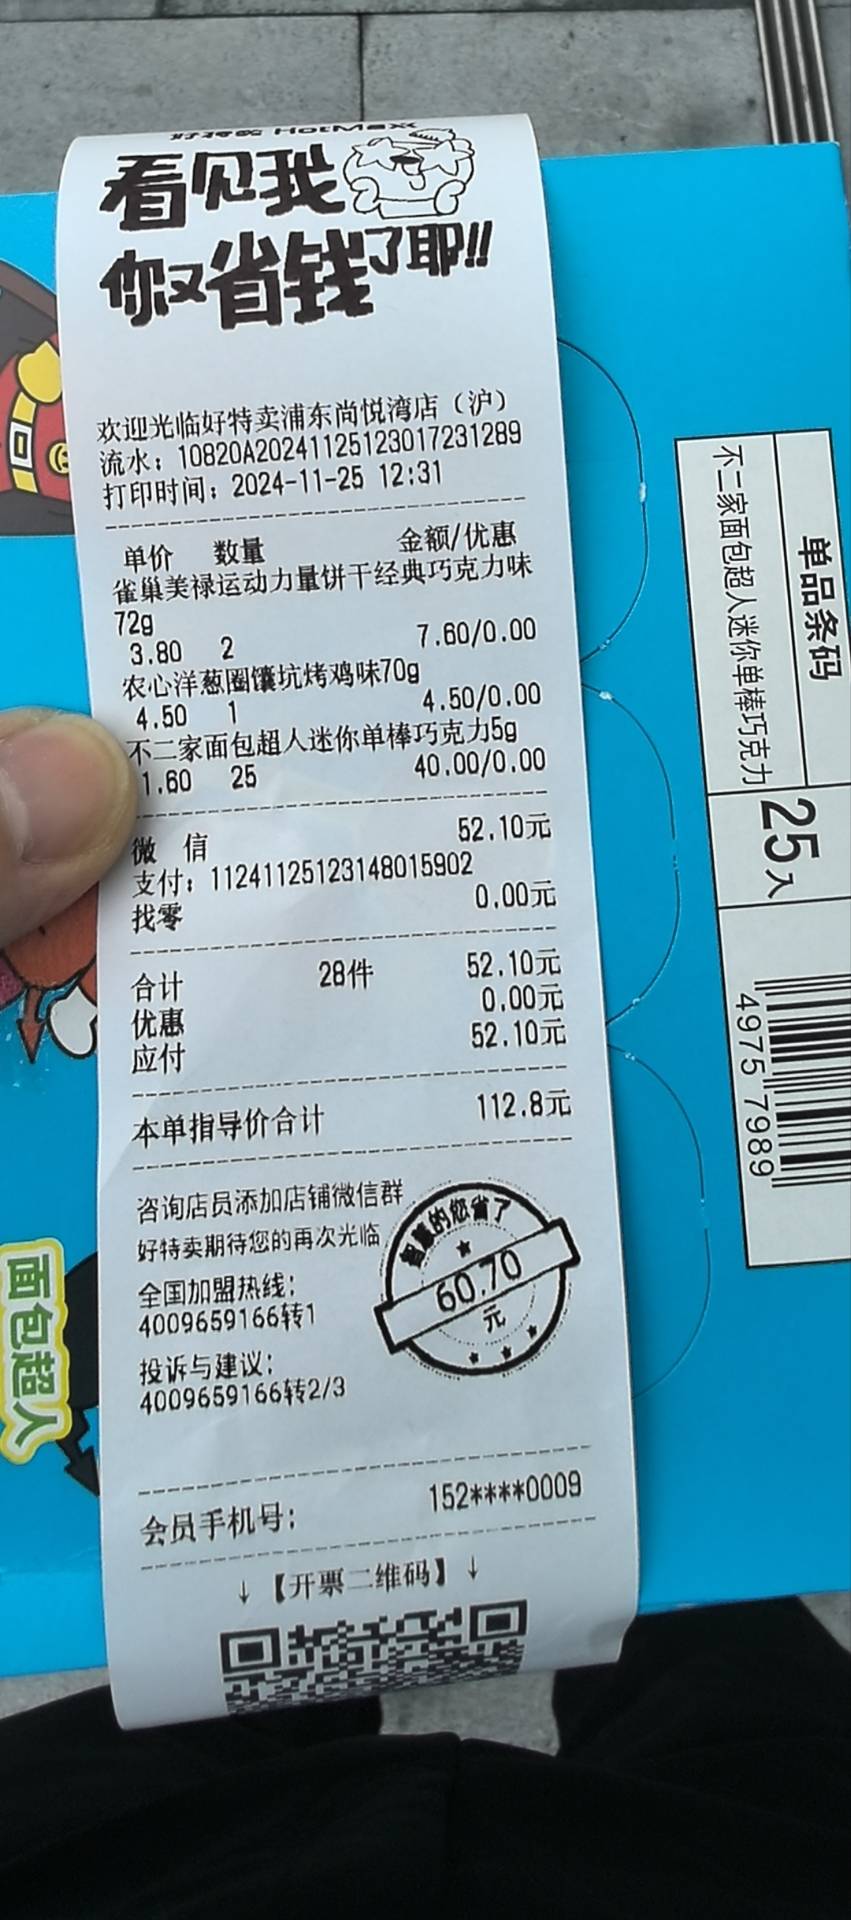 好特卖 HotMaxx
看见我
你又省钱了耶!!
欢迎光临好特卖浦东尚悦湾店（沪）
流水：10820A20241125123017231289
打印时间：2024-11-25 12:31
单价 数量 金额/优惠
雀巢美禄运动力量饼干经典巧克力味
72g
3.80 2 7.60/0.00
农心洋葱圈馕坑烤鸡味70g
4.50 1 4.50/0.00
不二家面包超人迷你单棒巧克力5g
1.60 25 40.00/0.00
微 信 52.10元
支付：11241125123148015902
找零 0.00元
合计 28件 52.10元
优惠 0.00元
应付 52.10元
本单指导价合计 112.8元
咨询店员添加店铺微信群
好特卖期待您的再次光临
全国加盟热线：
4009659166转1
投诉与建议：
4009659166转2/3
智慧的您省了
60.70
元
会员手机号： 152****0009
↓【开票二维码】↓
单品条码
不二家面包超人迷你单棒巧克力
25入
4975 7989
面包超人